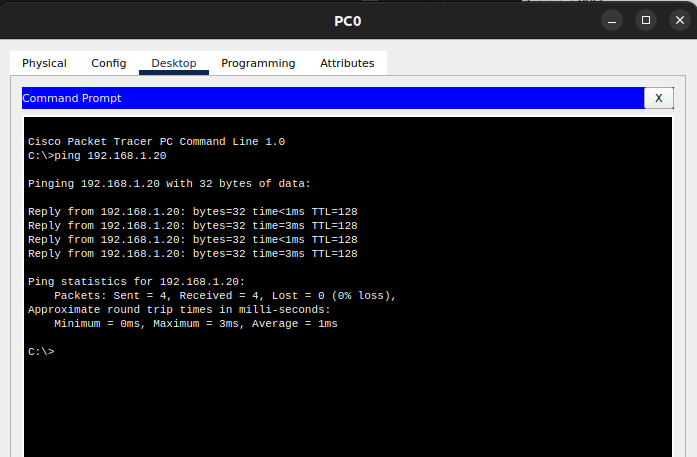 PC0
Physical Config Desktop Programming Attributes
Command Prompt X
Cisco Packet Tracer PC Command Line 1.0
C:\>ping 192.168.1.20
Pinging 192.168.1.20 with 32 bytes of data:
Reply from 192.168.1.20: bytes=32 time<1ms TTL=128
Reply from 192.168.1.20: bytes=32 time=3ms TTL=128
Reply from 192.168.1.20: bytes=32 time<1ms TTL=128
Reply from 192.168.1.20: bytes=32 time=3ms TTL=128
Ping statistics for 192.168.1.20:
Packets: Sent = 4, Received = 4, Lost = 0 (0% loss),
Approximate round trip times in milli-seconds:
Minimum = 0ms, Maximum = 3ms, Average = 1ms
C:\>